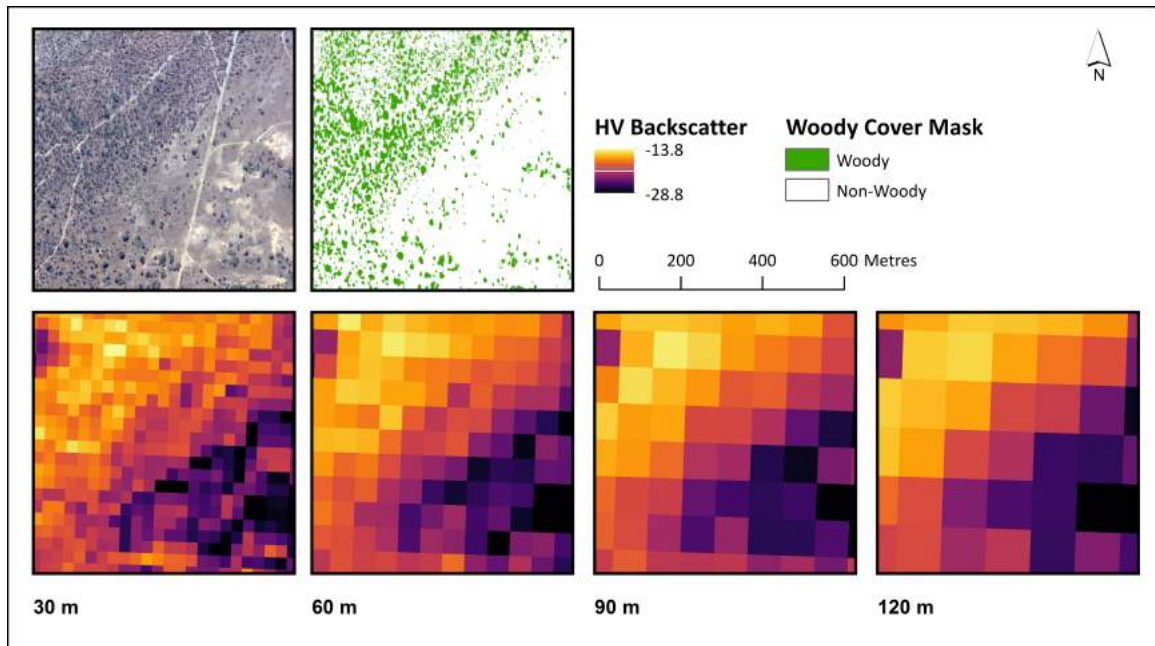 N
HV Backscatter
-13.8
-28.8
Woody Cover Mask
Woody
Non-Woody
0 200 400 600 Metres
30 m
60 m
90 m
120 m